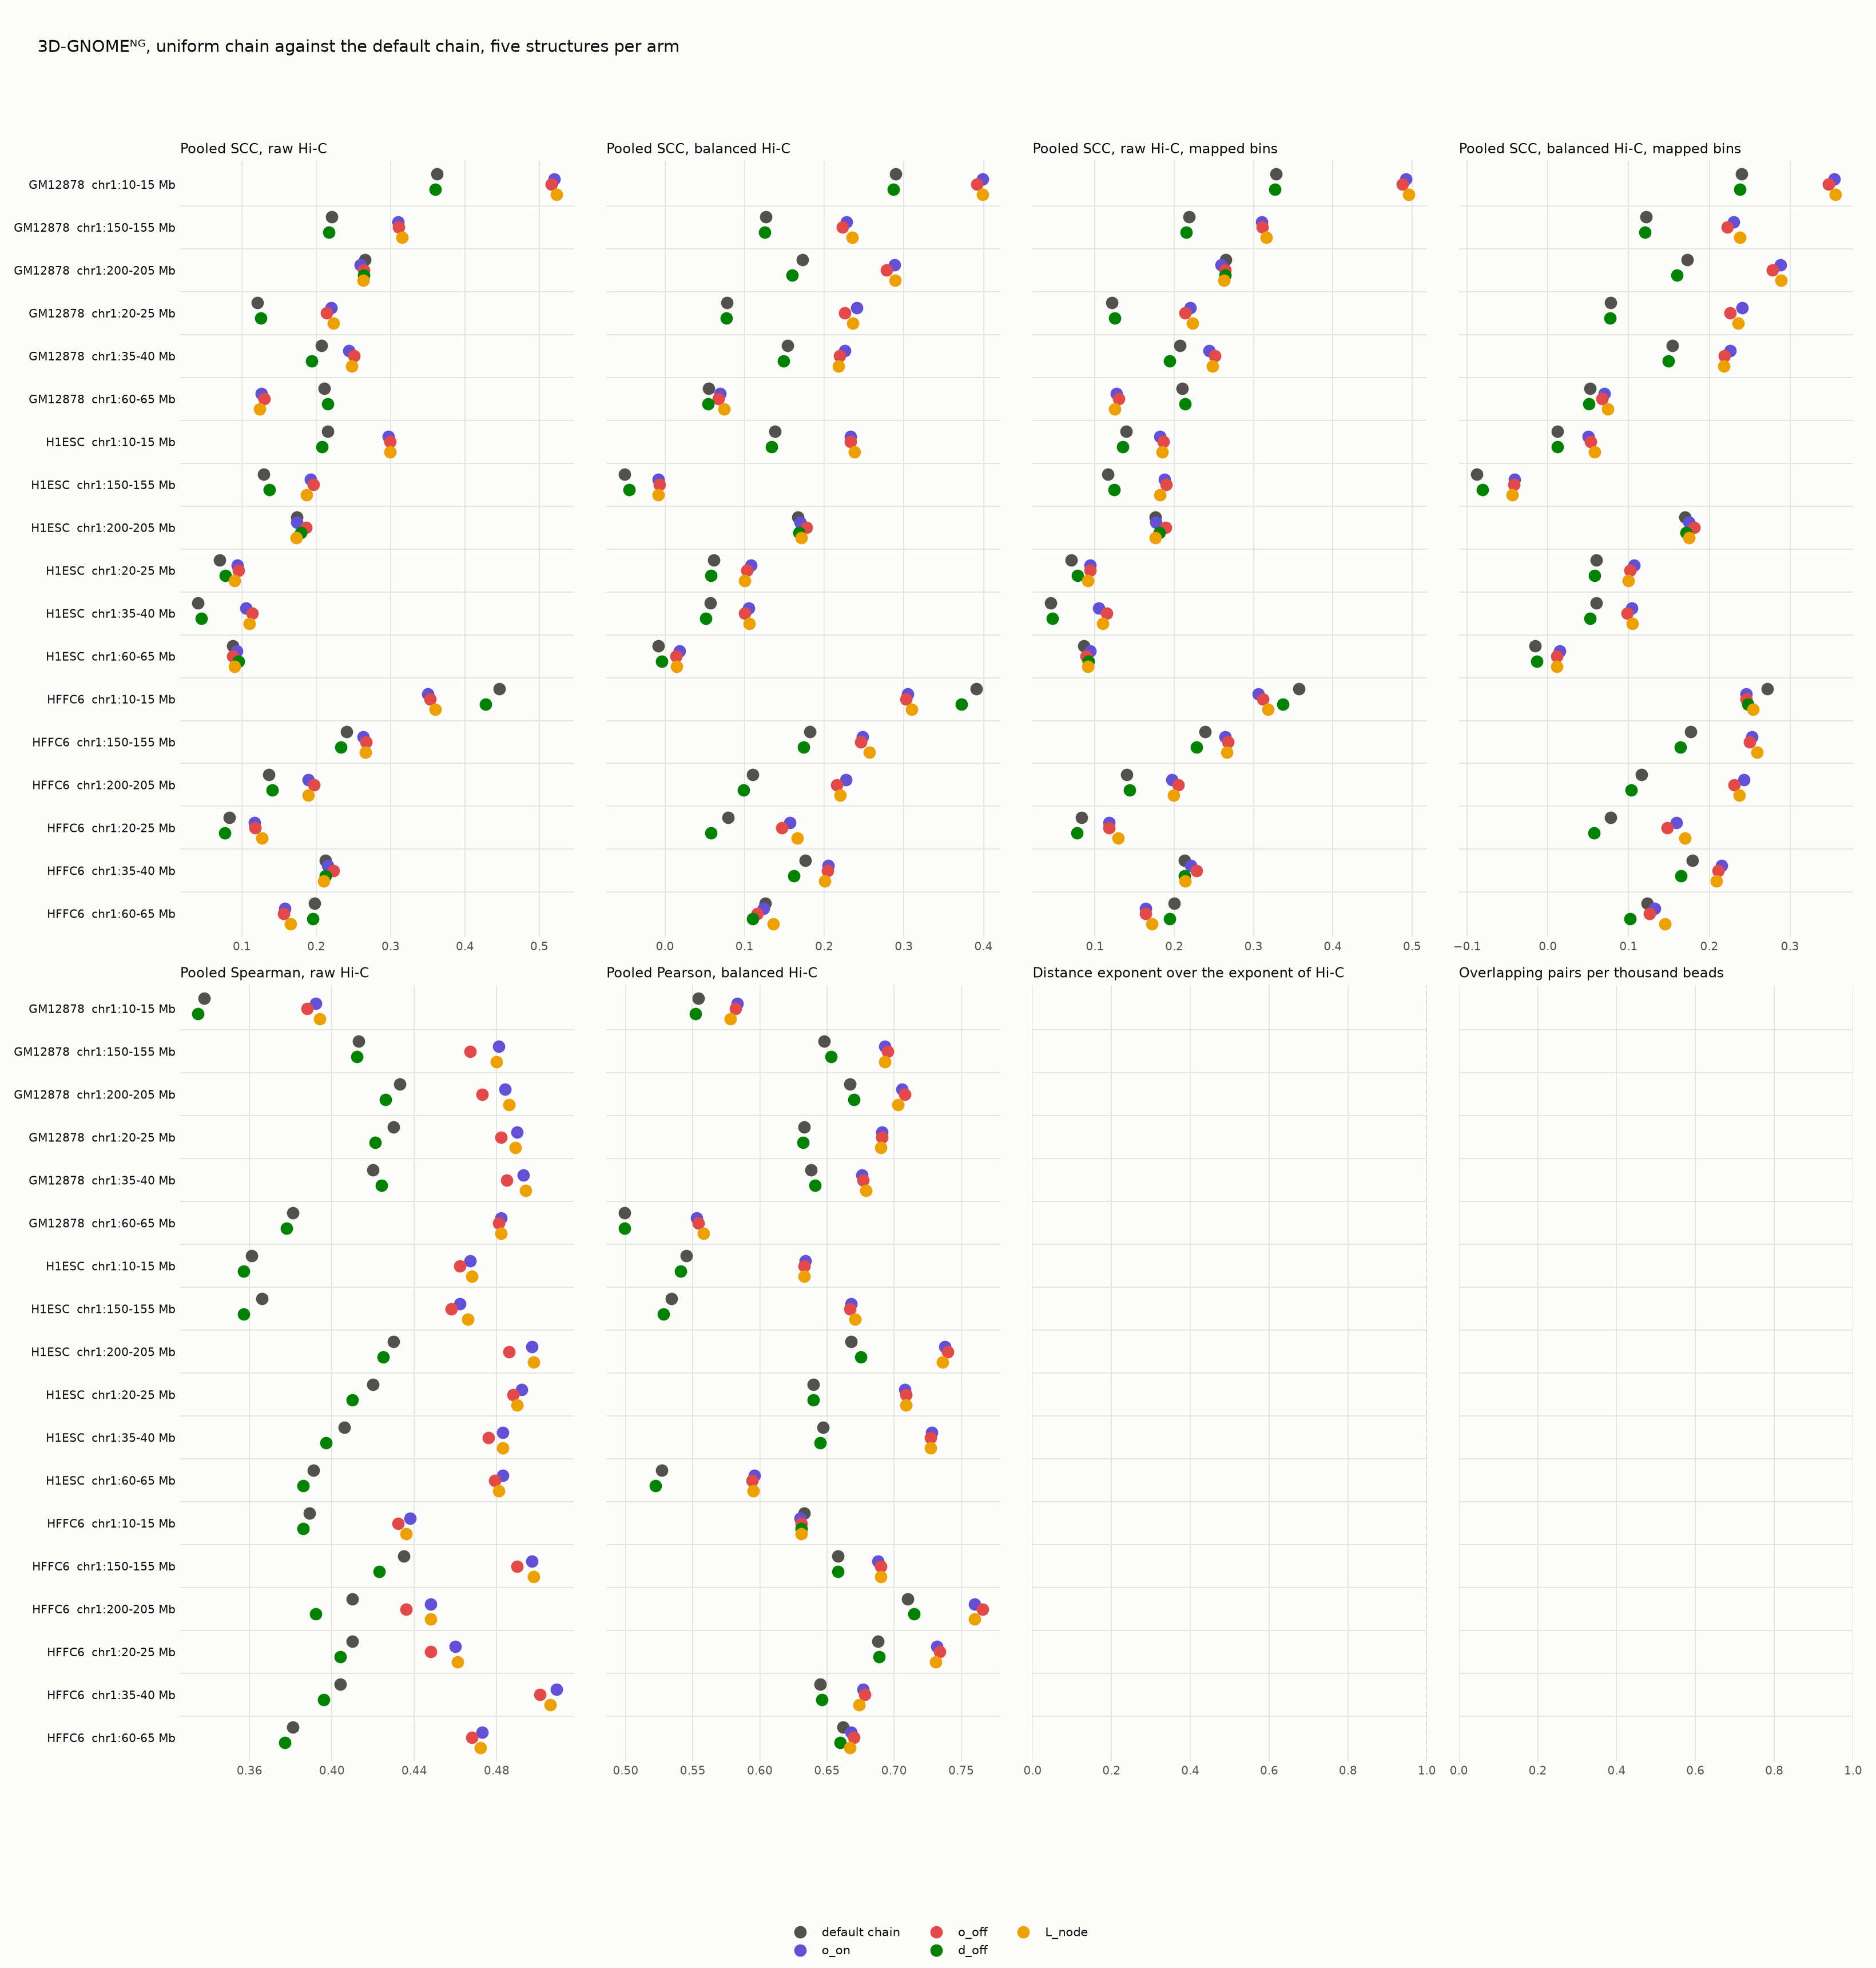 3D-GNOMEᴺᴳ, uniform chain against the default chain, five structures per arm
Pooled SCC, raw Hi-C
Pooled SCC, balanced Hi-C
Pooled SCC, raw Hi-C, mapped bins
Pooled SCC, balanced Hi-C, mapped bins
GM12878 chr1:10-15 Mb
GM12878 chr1:150-155 Mb
GM12878 chr1:200-205 Mb
GM12878 chr1:20-25 Mb
GM12878 chr1:35-40 Mb
GM12878 chr1:60-65 Mb
H1ESC chr1:10-15 Mb
H1ESC chr1:150-155 Mb
H1ESC chr1:200-205 Mb
H1ESC chr1:20-25 Mb
H1ESC chr1:35-40 Mb
H1ESC chr1:60-65 Mb
HFFC6 chr1:10-15 Mb
HFFC6 chr1:150-155 Mb
HFFC6 chr1:200-205 Mb
HFFC6 chr1:20-25 Mb
HFFC6 chr1:35-40 Mb
HFFC6 chr1:60-65 Mb
0.1 0.2 0.3 0.4 0.5
0.0 0.1 0.2 0.3 0.4
0.1 0.2 0.3 0.4 0.5
−0.1 0.0 0.1 0.2 0.3
Pooled Spearman, raw Hi-C
Pooled Pearson, balanced Hi-C
Distance exponent over the exponent of Hi-C
Overlapping pairs per thousand beads
GM12878 chr1:10-15 Mb
GM12878 chr1:150-155 Mb
GM12878 chr1:200-205 Mb
GM12878 chr1:20-25 Mb
GM12878 chr1:35-40 Mb
GM12878 chr1:60-65 Mb
H1ESC chr1:10-15 Mb
H1ESC chr1:150-155 Mb
H1ESC chr1:200-205 Mb
H1ESC chr1:20-25 Mb
H1ESC chr1:35-40 Mb
H1ESC chr1:60-65 Mb
HFFC6 chr1:10-15 Mb
HFFC6 chr1:150-155 Mb
HFFC6 chr1:200-205 Mb
HFFC6 chr1:20-25 Mb
HFFC6 chr1:35-40 Mb
HFFC6 chr1:60-65 Mb
0.36 0.40 0.44 0.48
0.50 0.55 0.60 0.65 0.70 0.75
0.0 0.2 0.4 0.6 0.8 1.0
0.0 0.2 0.4 0.6 0.8 1.0
default chain o_off L_node
o_on d_off